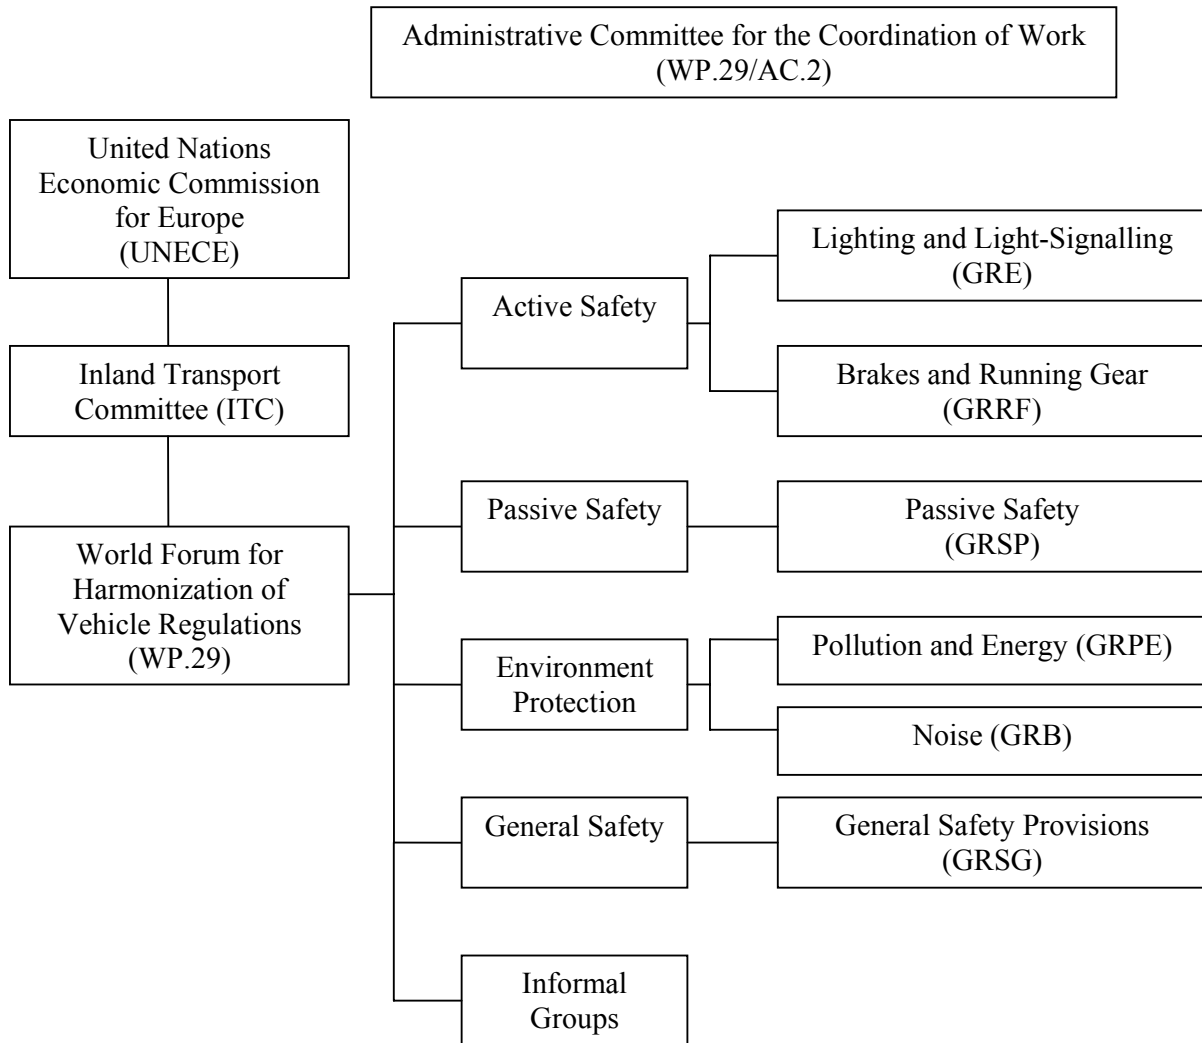 Administrative Committee for the Coordination of Work
(WP.29/AC.2)
United Nations
Economic Commission
for Europe
(UNECE)
Inland Transport
Committee (ITC)
World Forum for
Harmonization of
Vehicle Regulations
(WP.29)
Active Safety
Lighting and Light-Signalling
(GRE)
Brakes and Running Gear
(GRRF)
Passive Safety
Passive Safety
(GRSP)
Environment
Protection
Pollution and Energy (GRPE)
Noise (GRB)
General Safety
General Safety Provisions
(GRSG)
Informal
Groups